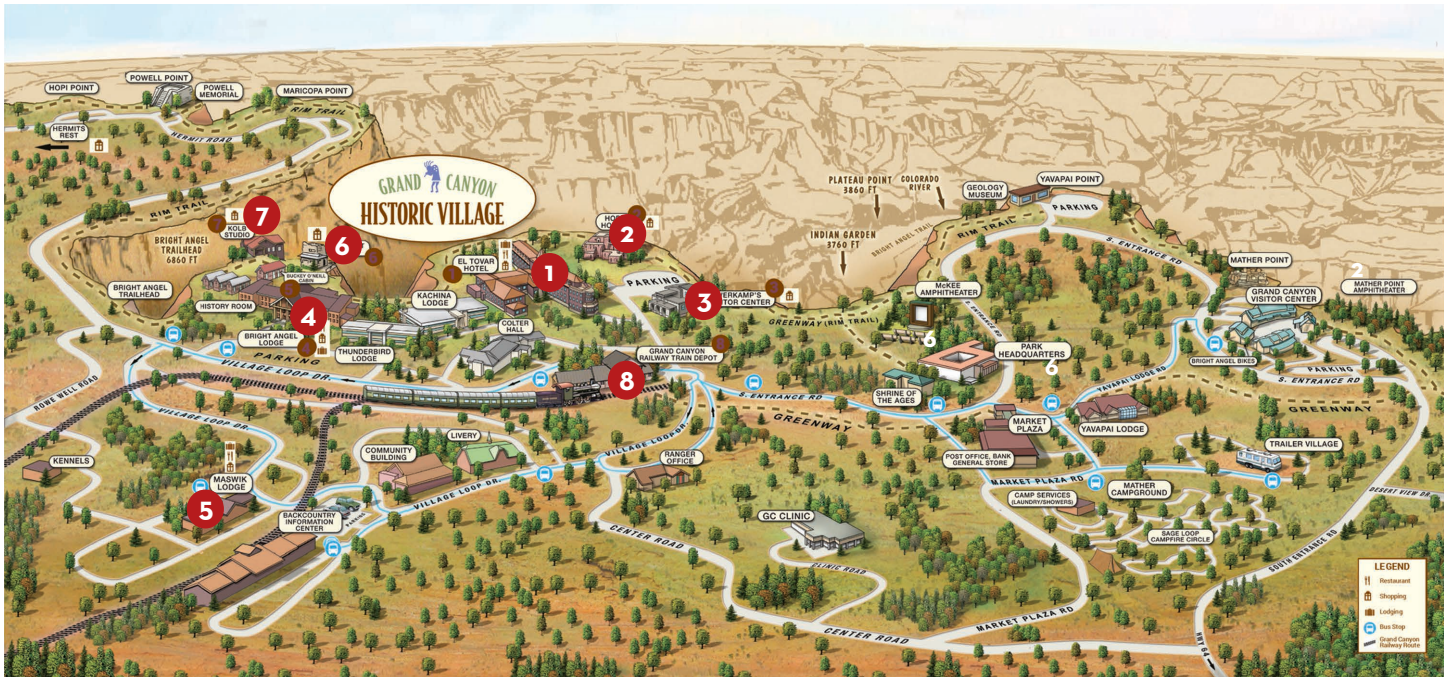 HOPI POINT
POWELL POINT
POWELL
MEMORIAL
MARICOPA POINT
RIM TRAIL
HERMIT ROAD
HERMITS
REST
GRAND CANYON
HISTORIC VILLAGE
RIM TRAIL
7
KOLB
STUDIO
6
BRIGHT ANGEL
TRAILHEAD
6860 FT
BUCKEY O'NEILL
CABIN
BRIGHT ANGEL
TRAILHEAD
HISTORY ROOM
4
BRIGHT ANGEL
LODGE
PARKING
THUNDERBIRD
LODGE
KACHINA
LODGE
1
EL TOVAR
HOTEL
1
COLTER
HALL
2
PARKING
3
GRAND CANYON
RAILWAY TRAIN DEPOT
8
PLATEAU POINT
3860 FT
COLORADO
RIVER
INDIAN GARDEN
3760 FT
BRIGHT ANGEL TRAIL
GREENWAY (RIM TRAIL)
GEOLOGY
MUSEUM
YAVAPAI POINT
PARKING
RIM TRAIL
S. ENTRANCE RD
McKEE
AMPHITHEATER
6
S. ENTRANCE RD
PARK
HEADQUARTERS
6
MATHER POINT
GRAND CANYON
VISITOR CENTER
2
MATHER POINT
AMPHITHEATER
BRIGHT ANGEL BIKES
PARKING
S. ENTRANCE RD
GREENWAY
YAVAPAI LODGE RD
YAVAPAI LODGE
SHRINE OF
THE AGES
MARKET
PLAZA
POST OFFICE, BANK
GENERAL STORE
TRAILER VILLAGE
MARKET PLAZA RD
MATHER
CAMPGROUND
CAMP SERVICES
(LAUNDRY/SHOWERS)
SAGE LOOP
CAMPFIRE CIRCLE
DESERT VIEW DR.
SOUTH ENTRANCE RD
VILLAGE LOOP DR.
ROWE WELL ROAD
VILLAGE LOOP DR.
S. ENTRANCE RD
GREENWAY
VILLAGE LOOP DR.
KENNELS
MASWIK
LODGE
5
COMMUNITY
BUILDING
LIVERY
VILLAGE LOOP DR.
RANGER
OFFICE
BACKCOUNTRY
INFORMATION
CENTER
PARKING
GC CLINIC
CLINIC ROAD
CENTER ROAD
CENTER ROAD
MARKET PLAZA RD
HWY 64
LEGEND
Restaurant
Shopping
Lodging
Bus Stop
Grand Canyon
Railway Route